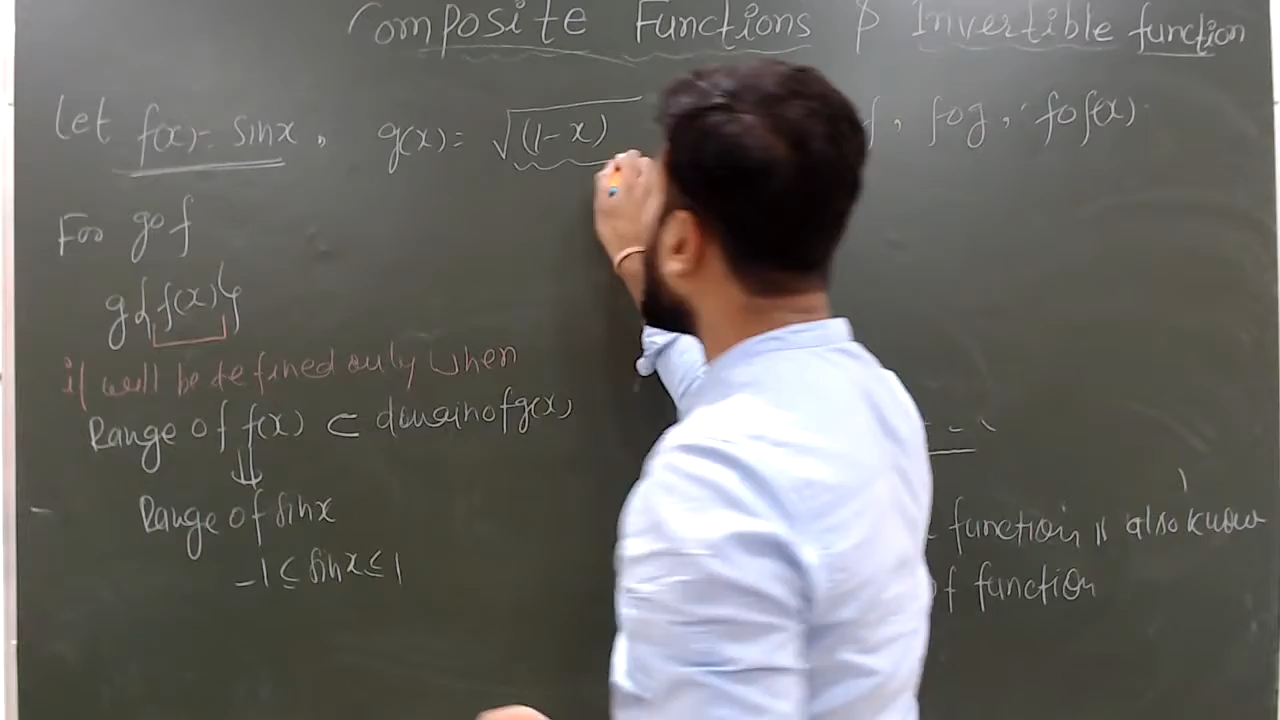 Composite Functions & Invertible function
Let f(x) = sinx, g(x) = √(1-x) f, fog, fof(x)
For gof
g{f(x)}
it will be defined only when
Range of f(x) ⊂ domain of g(x)
⇓
Range of sinx
-1 ≤ sinx ≤ 1
function is also know
of function